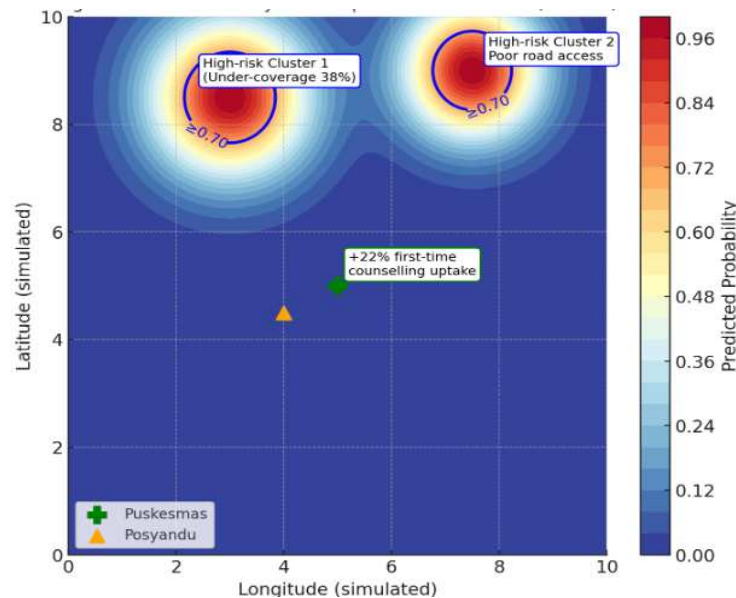 High-risk Cluster 1
(Under-coverage 38%)
High-risk Cluster 2
Poor road access
≥0.70
≥0.70
+22% first-time
counselling uptake
Puskesmas
Posyandu
10
8
6
4
2
0
0
2
4
6
8
10
Latitude (simulated)
Longitude (simulated)
0.96
0.84
0.72
0.60
0.48
0.36
0.24
0.12
0.00
Predicted Probability